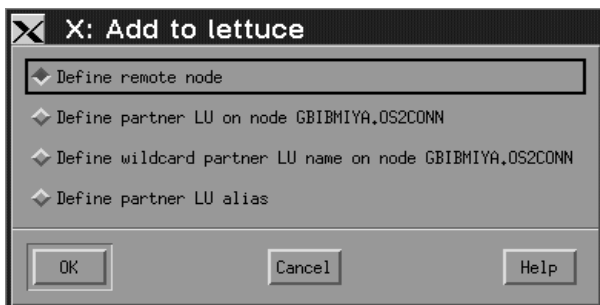 X: Add to lettuce
Define remote node
Define partner LU on node GBIBMIYA.OS2CONN
Define wildcard partner LU name on node GBIBMIYA.OS2CONN
Define partner LU alias
OK Cancel Help